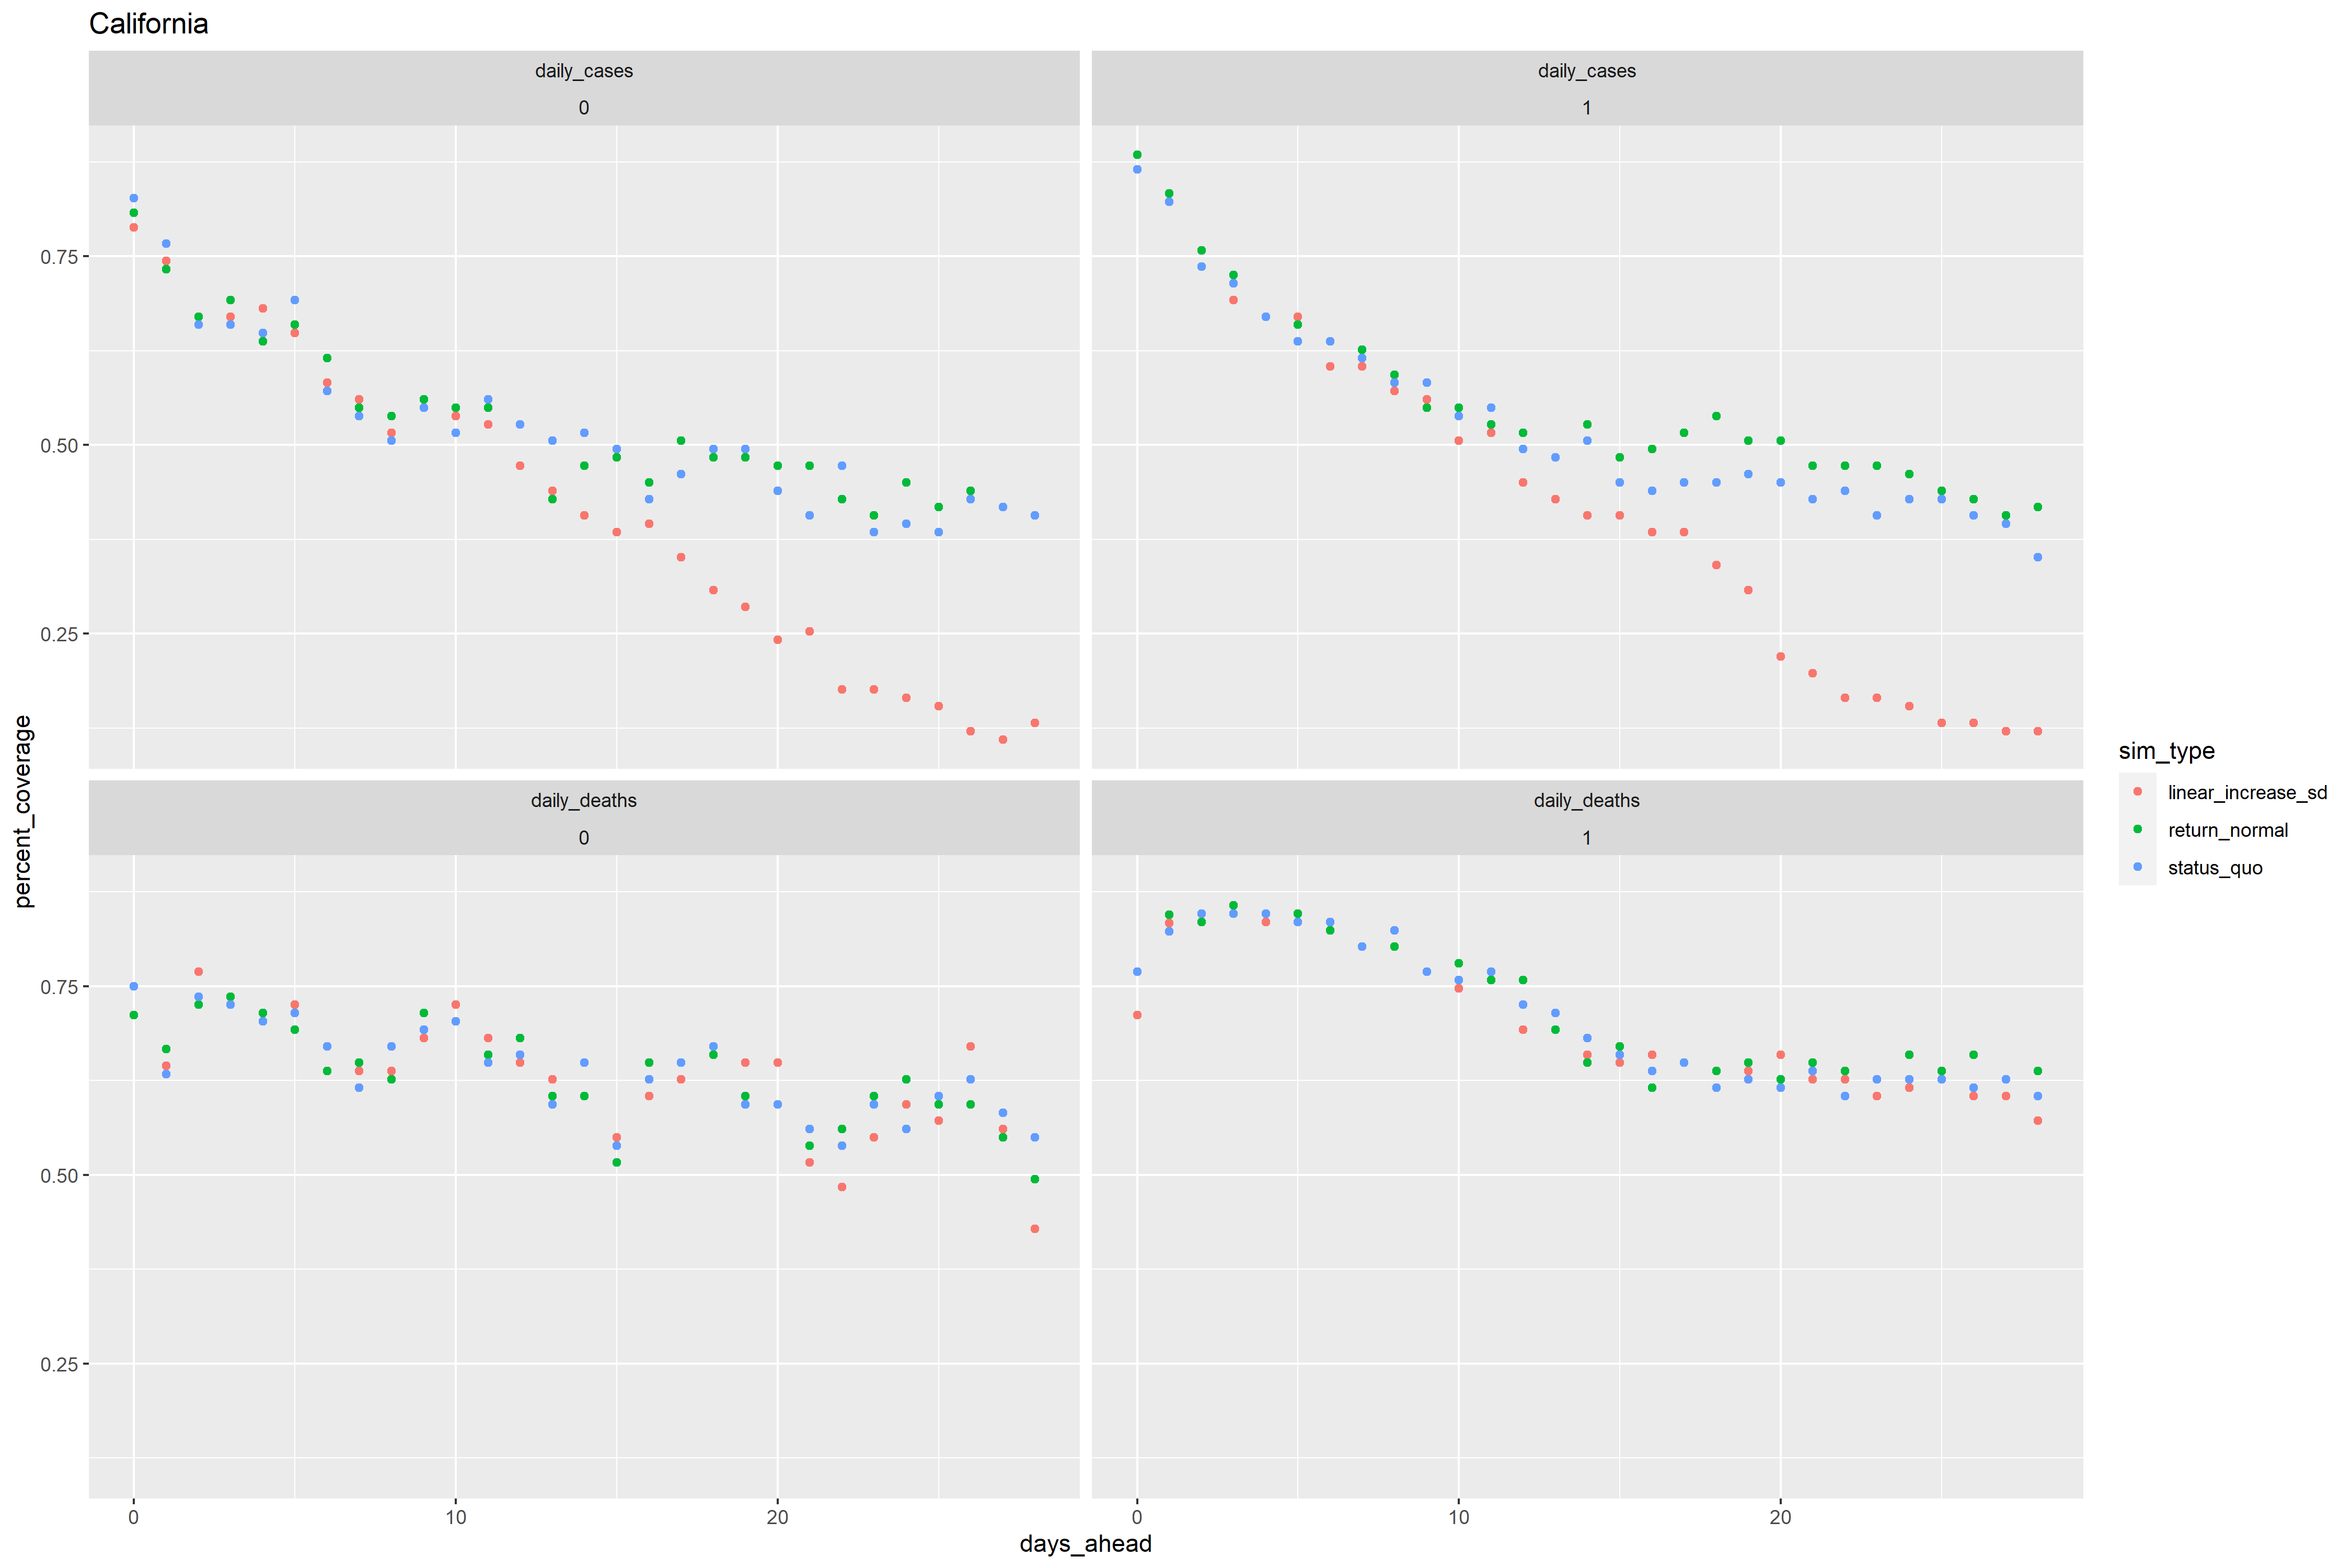 California
daily_cases
0
daily_cases
1
0.75
0.50
0.25
daily_deaths
0
daily_deaths
1
0.75
0.50
0.25
0
10
20
0
10
20
days_ahead
percent_coverage
sim_type
linear_increase_sd
return_normal
status_quo